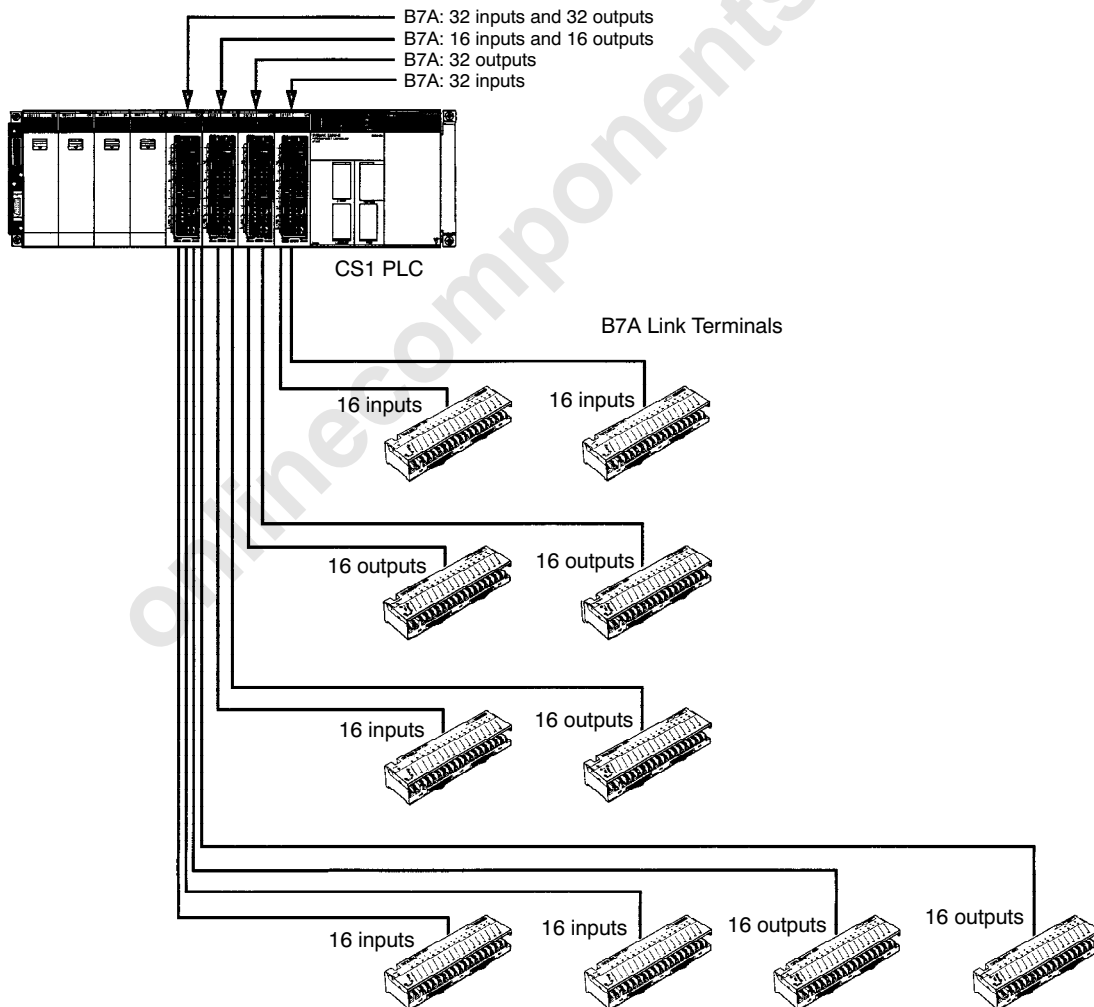 B7A: 32 inputs and 32 outputs
B7A: 16 inputs and 16 outputs
B7A: 32 outputs
B7A: 32 inputs
CS1 PLC
B7A Link Terminals
16 inputs
16 inputs
16 outputs
16 outputs
16 inputs
16 outputs
16 inputs
16 inputs
16 outputs
16 outputs
onlinecomponents